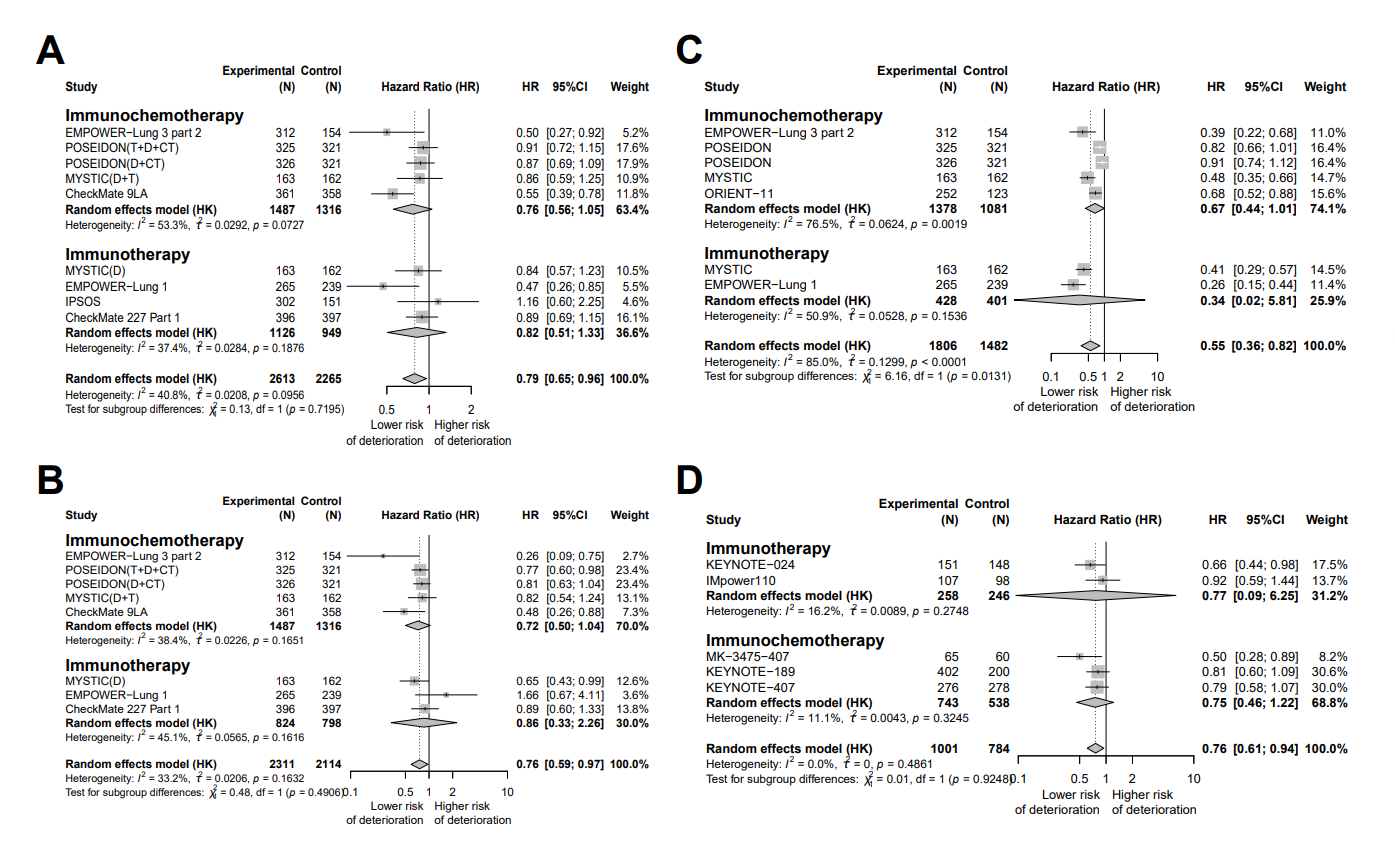 A
Experimental Control
Study (N) (N) Hazard Ratio (HR) HR 95%CI Weight
Immunochemotherapy
EMPOWER−Lung 3 part 2 312 154 0.50 [0.27; 0.92] 5.2%
POSEIDON(T+D+CT) 325 321 0.91 [0.72; 1.15] 17.6%
POSEIDON(D+CT) 326 321 0.87 [0.69; 1.09] 17.9%
MYSTIC(D+T) 163 162 0.86 [0.59; 1.25] 10.9%
CheckMate 9LA 361 358 0.55 [0.39; 0.78] 11.8%
Random effects model (HK) 1487 1316 0.76 [0.56; 1.05] 63.4%
Heterogeneity: I² = 53.3%, τ² = 0.0292, p = 0.0727
Immunotherapy
MYSTIC(D) 163 162 0.84 [0.57; 1.23] 10.5%
EMPOWER−Lung 1 265 239 0.47 [0.26; 0.85] 5.5%
IPSOS 302 151 1.16 [0.60; 2.25] 4.6%
CheckMate 227 Part 1 396 397 0.89 [0.69; 1.15] 16.1%
Random effects model (HK) 1126 949 0.82 [0.51; 1.33] 36.6%
Heterogeneity: I² = 37.4%, τ² = 0.0284, p = 0.1876
Random effects model (HK) 2613 2265 0.79 [0.65; 0.96] 100.0%
Heterogeneity: I² = 40.8%, τ² = 0.0208, p = 0.0956
Test for subgroup differences: χ²₁ = 0.13, df = 1 (p = 0.7195)
0.5 1 2
Lower risk Higher risk
of deterioration of deterioration
B
Experimental Control
Study (N) (N) Hazard Ratio (HR) HR 95%CI Weight
Immunochemotherapy
EMPOWER−Lung 3 part 2 312 154 0.26 [0.09; 0.75] 2.7%
POSEIDON(T+D+CT) 325 321 0.77 [0.60; 0.98] 23.4%
POSEIDON(D+CT) 326 321 0.81 [0.63; 1.04] 23.4%
MYSTIC(D+T) 163 162 0.82 [0.54; 1.24] 13.1%
CheckMate 9LA 361 358 0.48 [0.26; 0.88] 7.3%
Random effects model (HK) 1487 1316 0.72 [0.50; 1.04] 70.0%
Heterogeneity: I² = 38.4%, τ² = 0.0226, p = 0.1651
Immunotherapy
MYSTIC(D) 163 162 0.65 [0.43; 0.99] 12.6%
EMPOWER−Lung 1 265 239 1.66 [0.67; 4.11] 3.6%
CheckMate 227 Part 1 396 397 0.89 [0.60; 1.33] 13.8%
Random effects model (HK) 824 798 0.86 [0.33; 2.26] 30.0%
Heterogeneity: I² = 45.1%, τ² = 0.0565, p = 0.1616
Random effects model (HK) 2311 2114 0.76 [0.59; 0.97] 100.0%
Heterogeneity: I² = 33.2%, τ² = 0.0206, p = 0.1632
Test for subgroup differences: χ²₁ = 0.48, df = 1 (p = 0.4906)
0.1 0.5 1 2 10
Lower risk Higher risk
of deterioration of deterioration
C
Experimental Control
Study (N) (N) Hazard Ratio (HR) HR 95%CI Weight
Immunochemotherapy
EMPOWER−Lung 3 part 2 312 154 0.39 [0.22; 0.68] 11.0%
POSEIDON 325 321 0.82 [0.66; 1.01] 16.4%
POSEIDON 326 321 0.91 [0.74; 1.12] 16.4%
MYSTIC 163 162 0.48 [0.35; 0.66] 14.7%
ORIENT−11 252 123 0.68 [0.52; 0.88] 15.6%
Random effects model (HK) 1378 1081 0.67 [0.44; 1.01] 74.1%
Heterogeneity: I² = 76.5%, τ² = 0.0624, p = 0.0019
Immunotherapy
MYSTIC 163 162 0.41 [0.29; 0.57] 14.5%
EMPOWER−Lung 1 265 239 0.26 [0.15; 0.44] 11.4%
Random effects model (HK) 428 401 0.34 [0.02; 5.81] 25.9%
Heterogeneity: I² = 50.9%, τ² = 0.0528, p = 0.1536
Random effects model (HK) 1806 1482 0.55 [0.36; 0.82] 100.0%
Heterogeneity: I² = 85.0%, τ² = 0.1299, p < 0.0001
Test for subgroup differences: χ²₁ = 6.16, df = 1 (p = 0.0131)
0.1 0.5 1 2 10
Lower risk Higher risk
of deterioration of deterioration
D
Experimental Control
Study (N) (N) Hazard Ratio (HR) HR 95%CI Weight
Immunotherapy
KEYNOTE−024 151 148 0.66 [0.44; 0.98] 17.5%
IMpower110 107 98 0.92 [0.59; 1.44] 13.7%
Random effects model (HK) 258 246 0.77 [0.09; 6.25] 31.2%
Heterogeneity: I² = 16.2%, τ² = 0.0089, p = 0.2748
Immunochemotherapy
MK−3475−407 65 60 0.50 [0.28; 0.89] 8.2%
KEYNOTE−189 402 200 0.81 [0.60; 1.09] 30.6%
KEYNOTE−407 276 278 0.79 [0.58; 1.07] 30.0%
Random effects model (HK) 743 538 0.75 [0.46; 1.22] 68.8%
Heterogeneity: I² = 11.1%, τ² = 0.0043, p = 0.3245
Random effects model (HK) 1001 784 0.76 [0.61; 0.94] 100.0%
Heterogeneity: I² = 0.0%, τ² = 0, p = 0.4861
Test for subgroup differences: χ²₁ = 0.01, df = 1 (p = 0.9248)
0.1 0.5 1 2 10
Lower risk Higher risk
of deterioration of deterioration